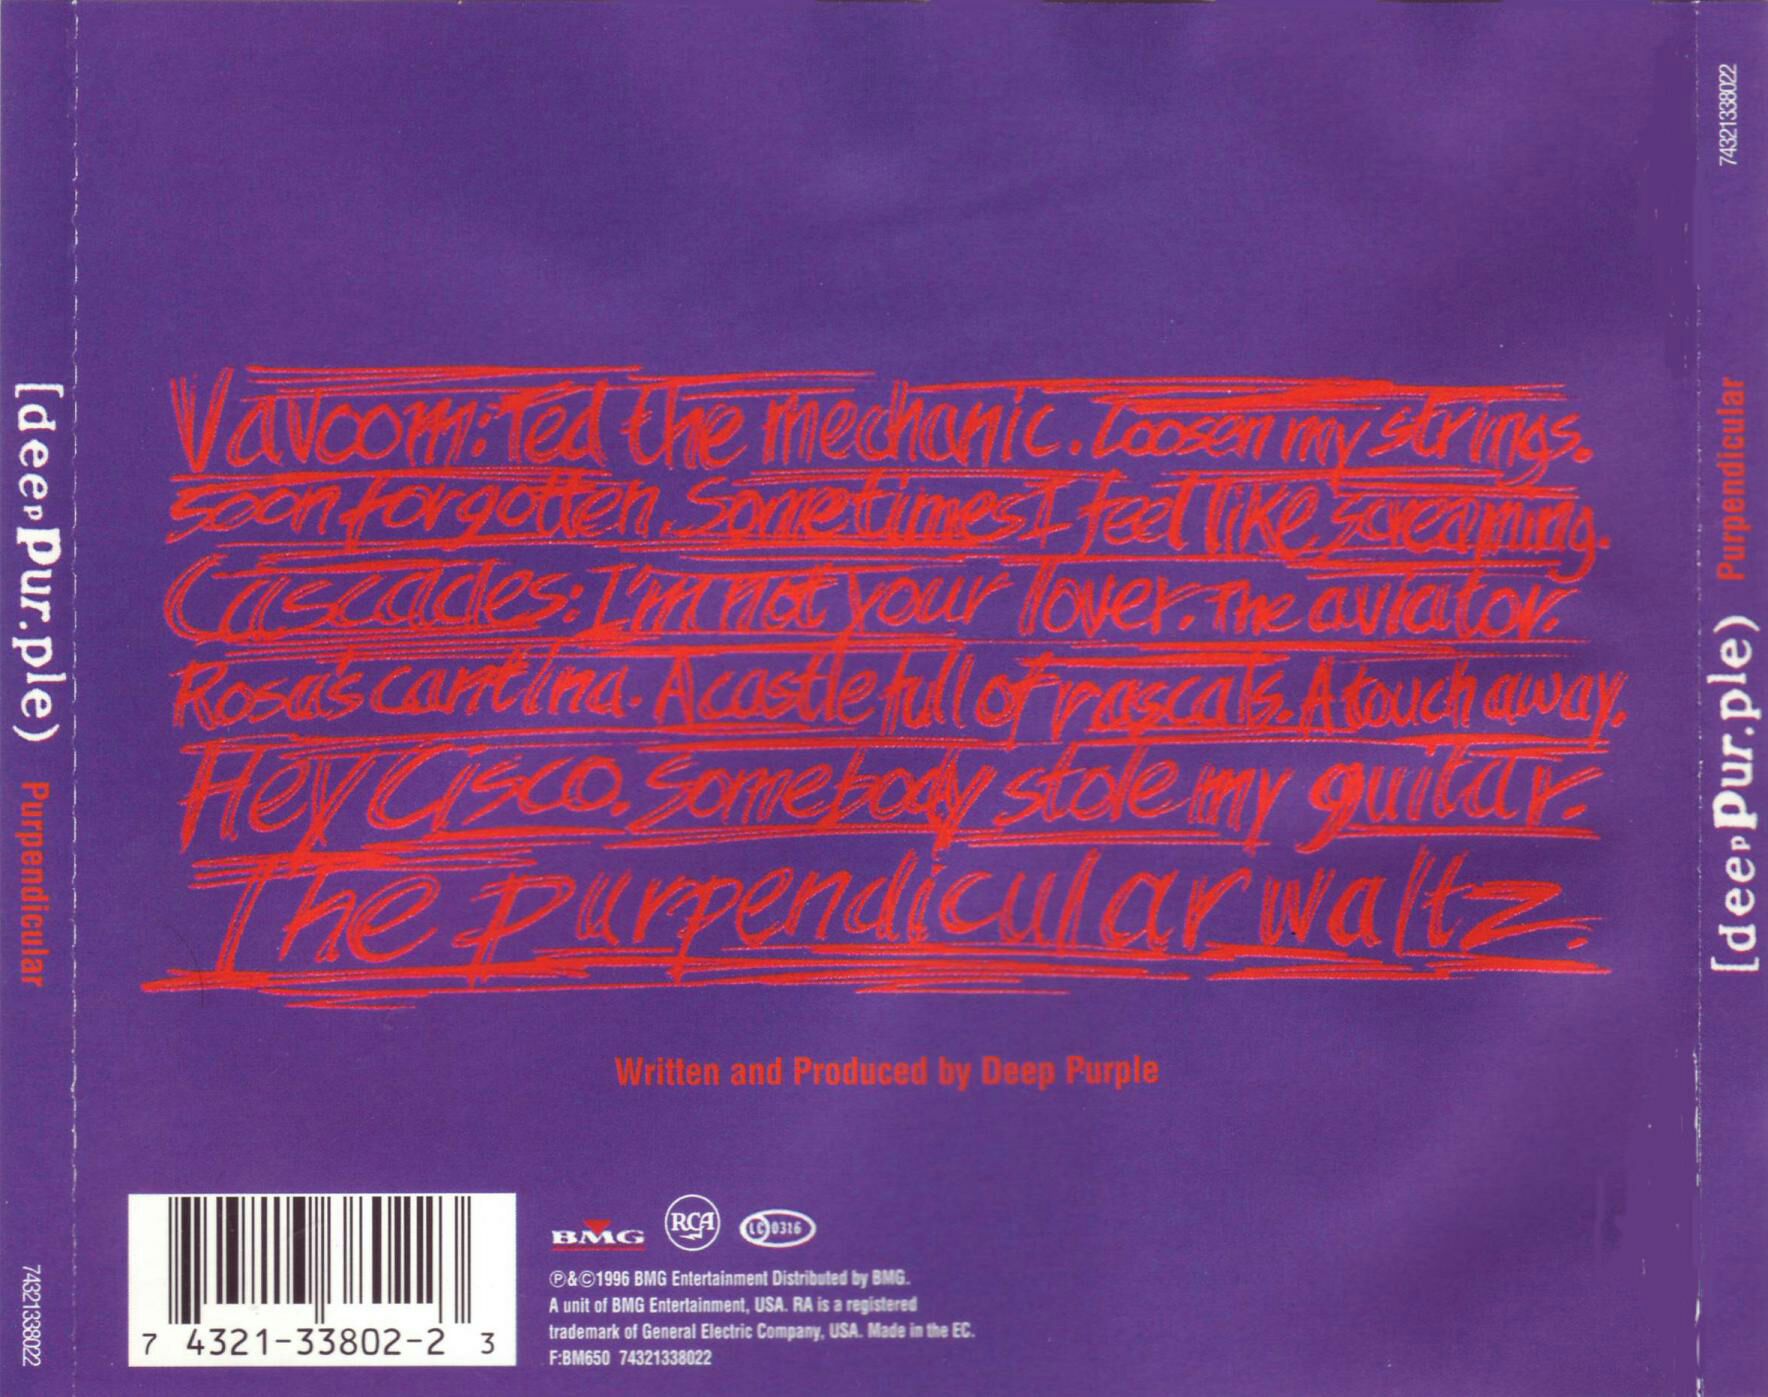 Vavoom: Ted the mechanic. Loosen my strings.
soon forgotten. Sometimes I feel like screaming.
Cascades: I'm not your lover. The aviator.
Rosa's cantina. A castle full of rascals. A touch away.
Hey Cisco. Somebody stole my guitar.
The purpendicular waltz.
Written and Produced by Deep Purple
7 4321-33802-2 3
BMG
RCA
LC 0316
℗&©1996 BMG Entertainment Distributed by BMG.
A unit of BMG Entertainment, USA. RA is a registered
trademark of General Electric Company, USA. Made in the EC.
F:BM650 74321338022
[deepPur.ple) Purpendicular 74321338022
[deepPur.ple) Purpendicular 74321338022